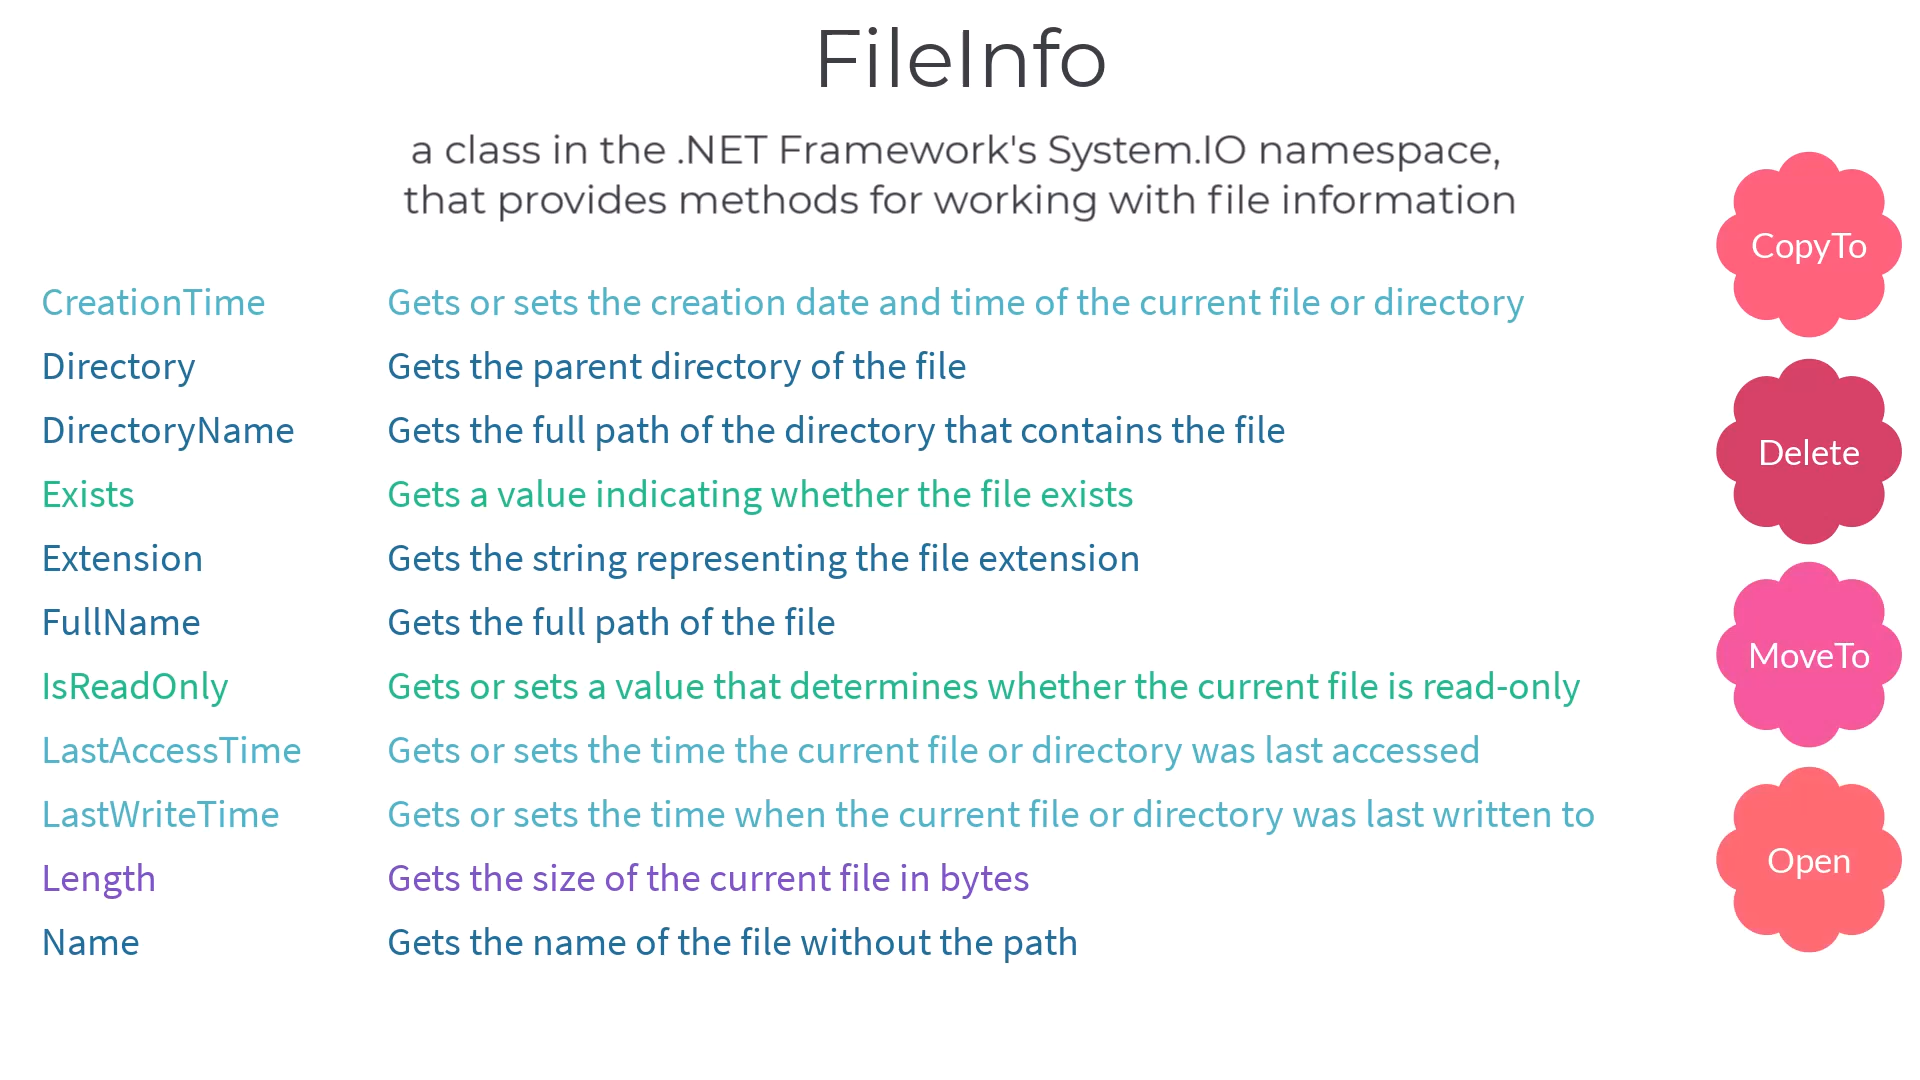 FileInfo
a class in the .NET Framework's System.IO namespace,
that provides methods for working with file information
CreationTime Gets or sets the creation date and time of the current file or directory
Directory Gets the parent directory of the file
DirectoryName Gets the full path of the directory that contains the file
Exists Gets a value indicating whether the file exists
Extension Gets the string representing the file extension
FullName Gets the full path of the file
IsReadOnly Gets or sets a value that determines whether the current file is read-only
LastAccessTime Gets or sets the time the current file or directory was last accessed
LastWriteTime Gets or sets the time when the current file or directory was last written to
Length Gets the size of the current file in bytes
Name Gets the name of the file without the path
CopyTo
Delete
MoveTo
Open